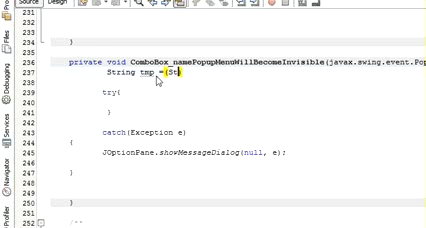 Source
Design
Files
Debugging
Services
Navigator
Profiler
231
232
233
234 }
235
236 private void ComboBox_namePopupMenuWillBecomeInvisible(javax.swing.event.Pop
237 String tmp =(St)
238
239 try{
240
241 }
242
243 catch(Exception e)
244 {
245 JOptionPane.showMessageDialog(null, e);
246
247 }
248
249
250 }
251
252 /**